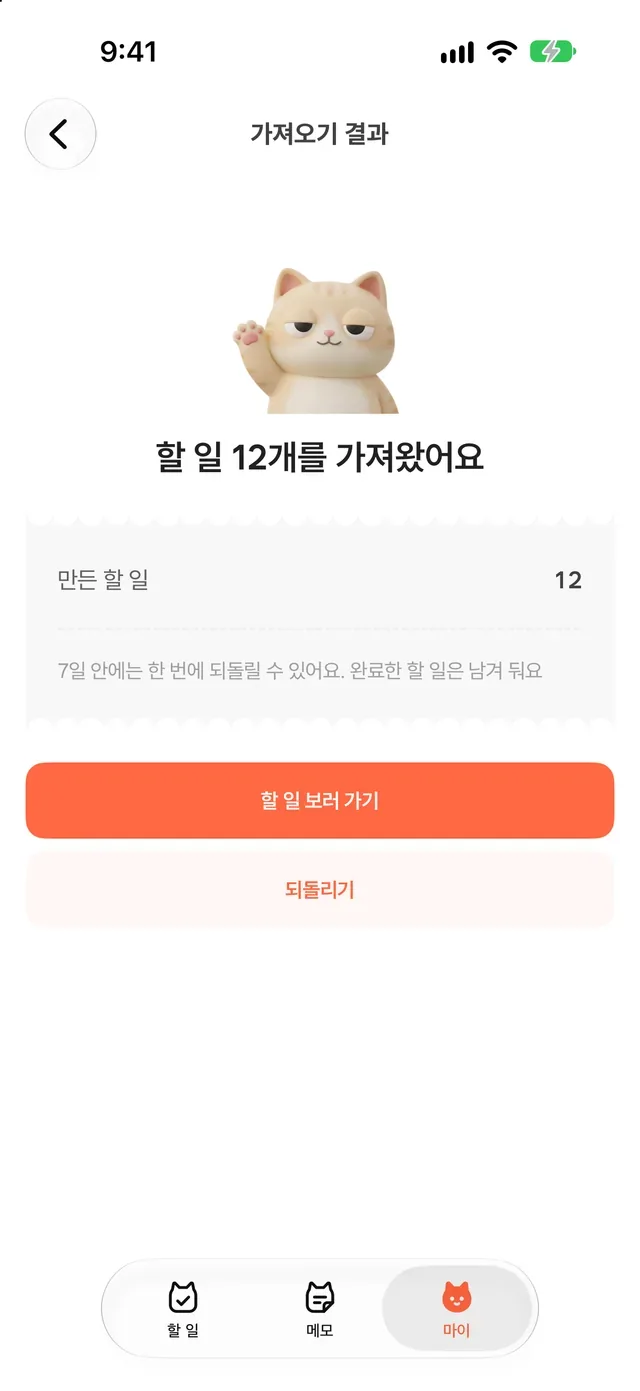 9:41
가져오기 결과
할 일 12개를 가져왔어요
만든 할 일 12
7일 안에는 한 번에 되돌릴 수 있어요. 완료한 할 일은 남겨 둬요
할 일 보러 가기
되돌리기
할 일 메모 마이